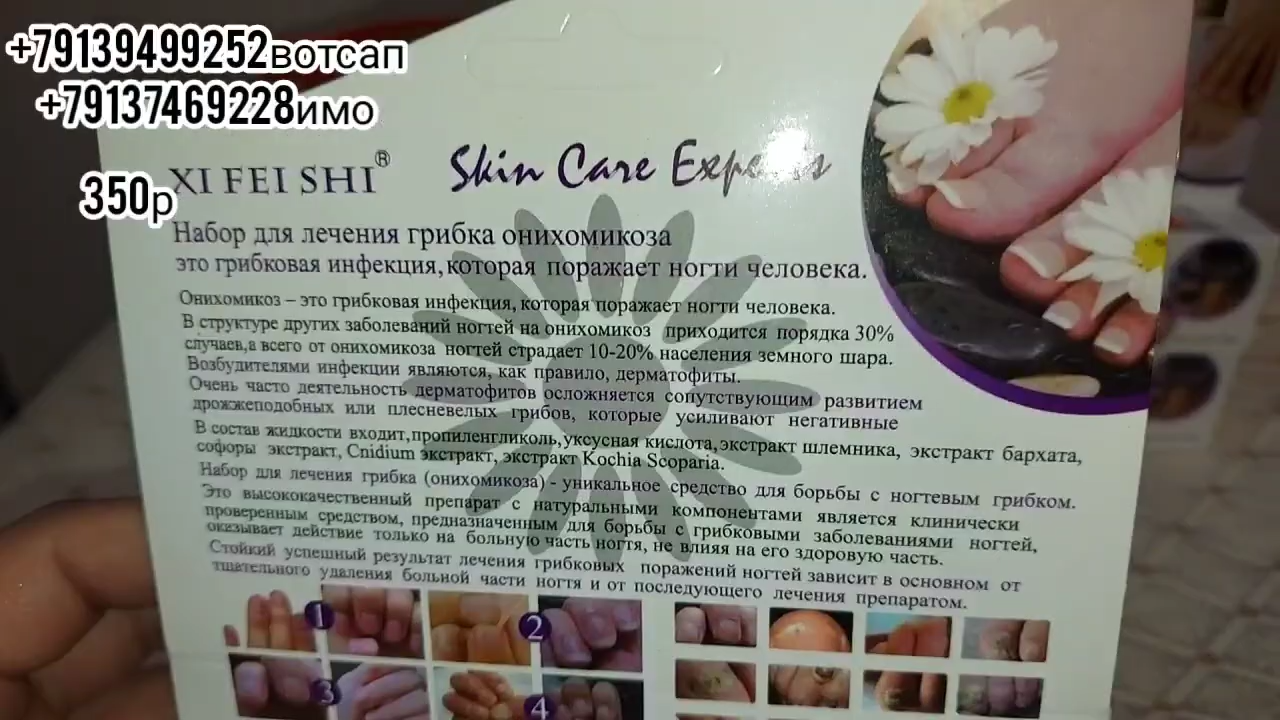 +79139499252вотсап
+79137469228имо
350р
XI FEI SHI®
Skin Care Experts
Набор для лечения грибка онихомикоза
это грибковая инфекция, которая поражает ногти человека.
Онихомикоз – это грибковая инфекция, которая поражает ногти человека.
В структуре других заболеваний ногтей на онихомикоз приходится порядка 30%
случаев,а всего от онихомикоза ногтей страдает 10-20% населения земного шара.
Возбудителями инфекции являются, как правило, дерматофиты.
Очень часто деятельность дерматофитов осложняется сопутствующим развитием
дрожжеподобных или плесневелых грибов, которые усиливают негативные
В состав жидкости входит,пропиленгликоль,уксусная кислота,экстракт шлемника, экстракт бархата,
софоры экстракт, Cnidium экстракт, экстракт Kochia Scoparia.
Набор для лечения грибка (онихомикоза) - уникальное средство для борьбы с ногтевым грибком.
Это высококачественный препарат с натуральными компонентами является клинически
проверенным средством, предназначенным для борьбы с грибковыми заболеваниями ногтей,
оказывает действие только на больную часть ногтя, не влияя на его здоровую часть.
Стойкий успешный результат лечения грибковых поражений ногтей зависит в основном от
тщательного удаления больной части ногтя и от последующего лечения препаратом.
1
2
3
4